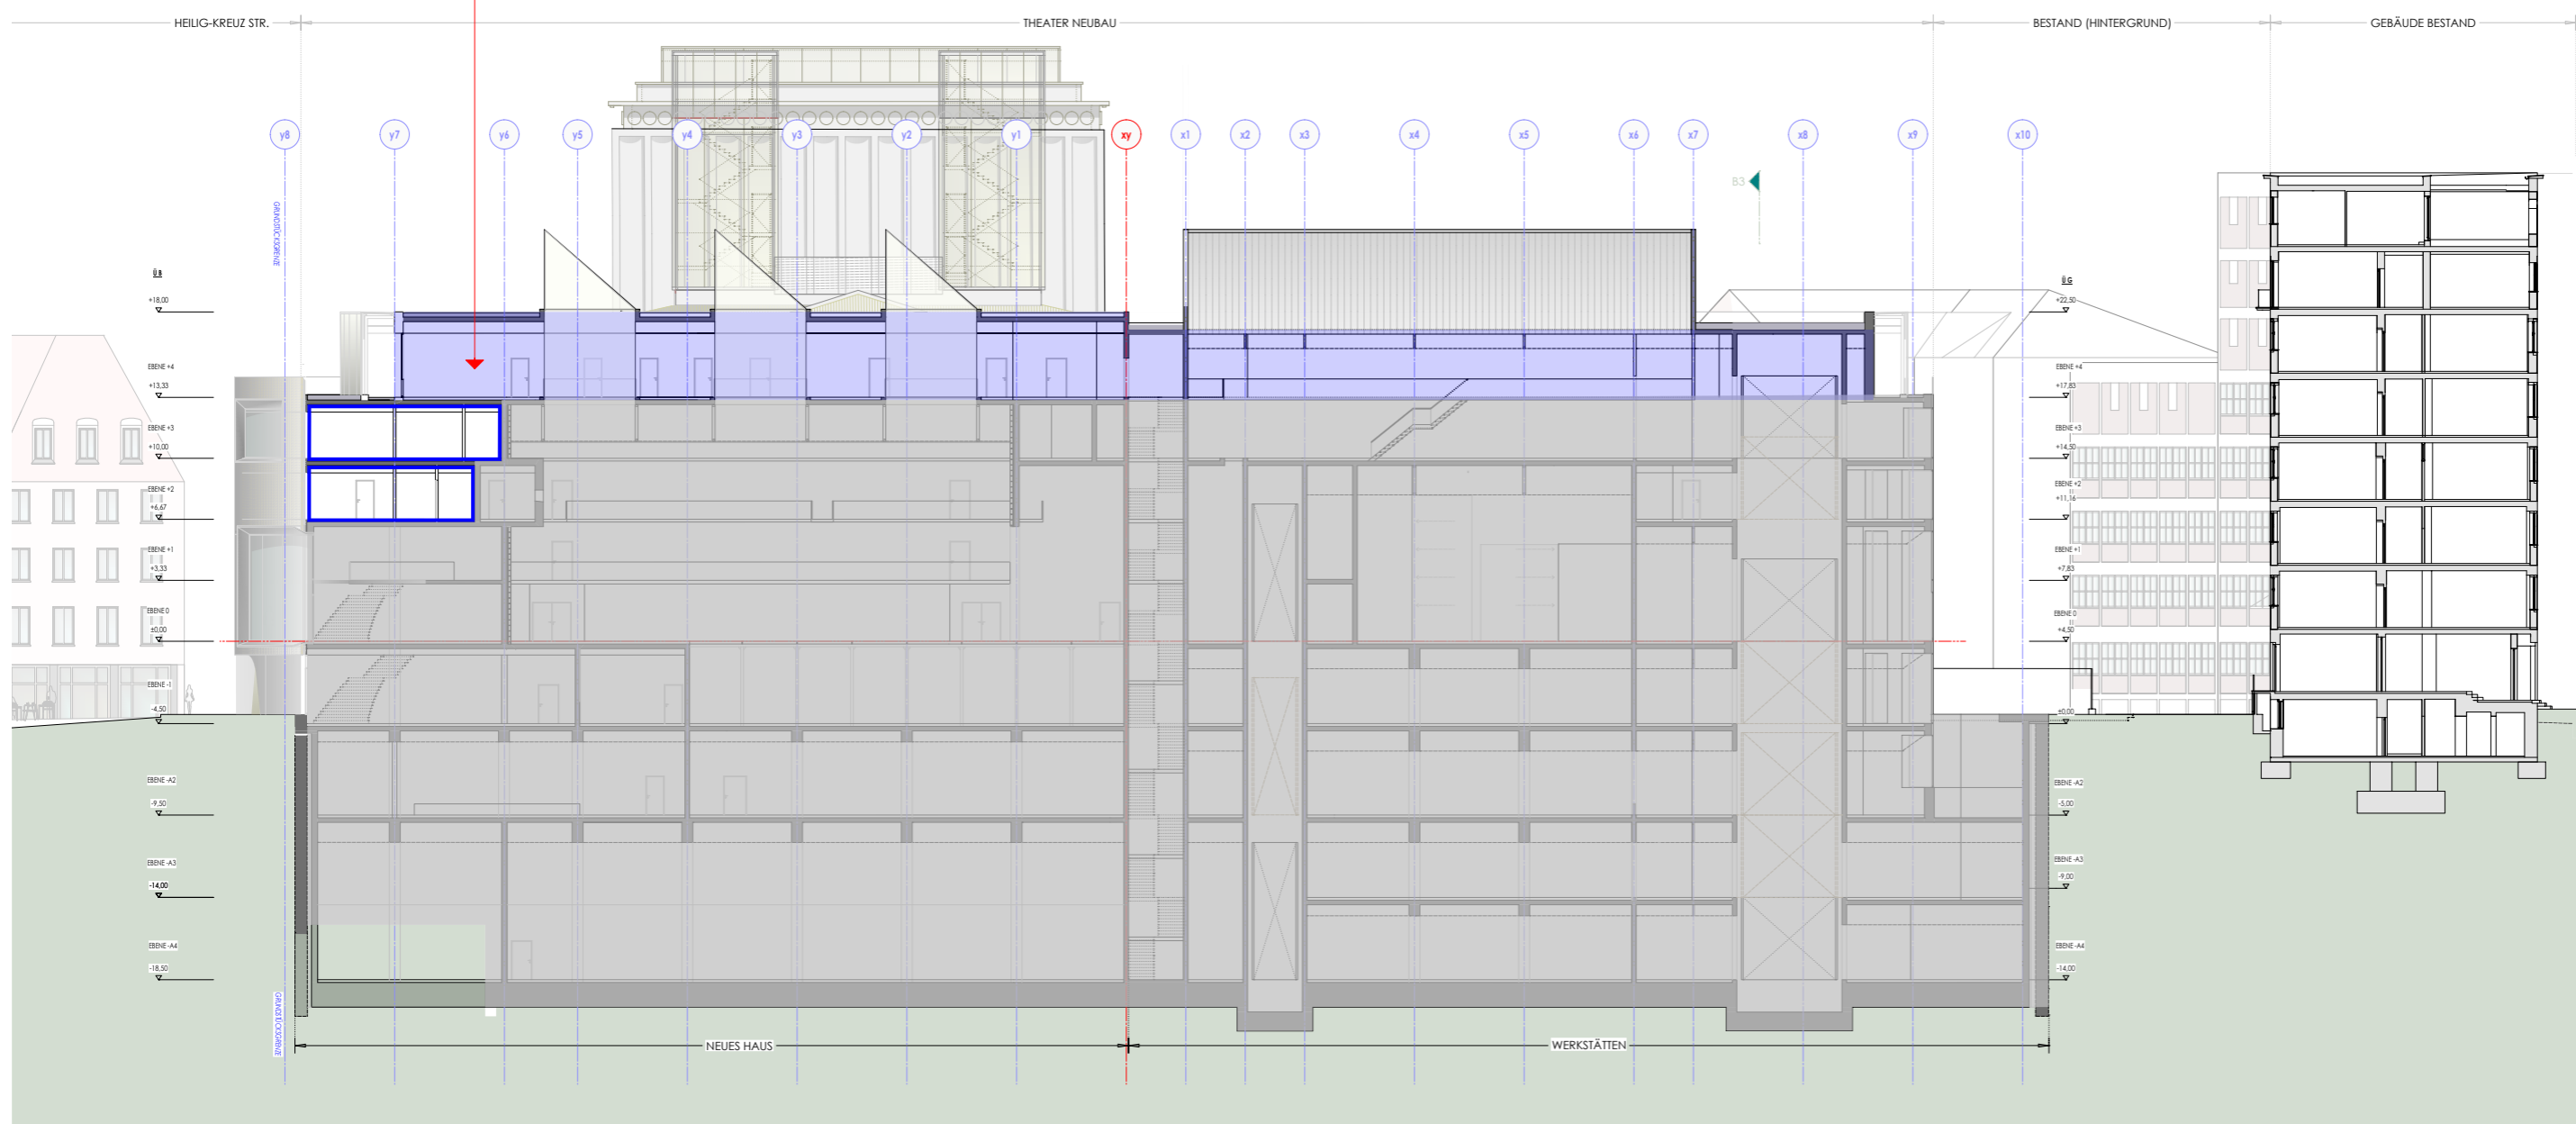 HEILIG-KREUZ STR.
THEATER NEUBAU
BESTAND (HINTERGRUND)
GEBÄUDE BESTAND
y8
y7
y6
y5
y4
y3
y2
y1
xy
x1
x2
x3
x4
x5
x6
x7
x8
x9
x10
B3
GRUNDSTÜCKSGRENZE
+18,00
EBENE +4
+13,33
EBENE +3
+10,00
EBENE +2
+6,67
EBENE +1
+3,33
EBENE 0
±0,00
EBENE -1
-4,50
EBENE -A2
-9,50
EBENE -A3
-14,00
EBENE -A4
-18,50
GRUNDSTÜCKSGRENZE
ÜG
+22,50
EBENE +4
+17,83
EBENE +3
+14,50
EBENE +2
+11,16
EBENE +1
+7,83
EBENE 0
+4,50
±0,00
EBENE -A2
-5,00
EBENE -A3
-9,00
EBENE -A4
-14,00
NEUES HAUS
WERKSTÄTTEN